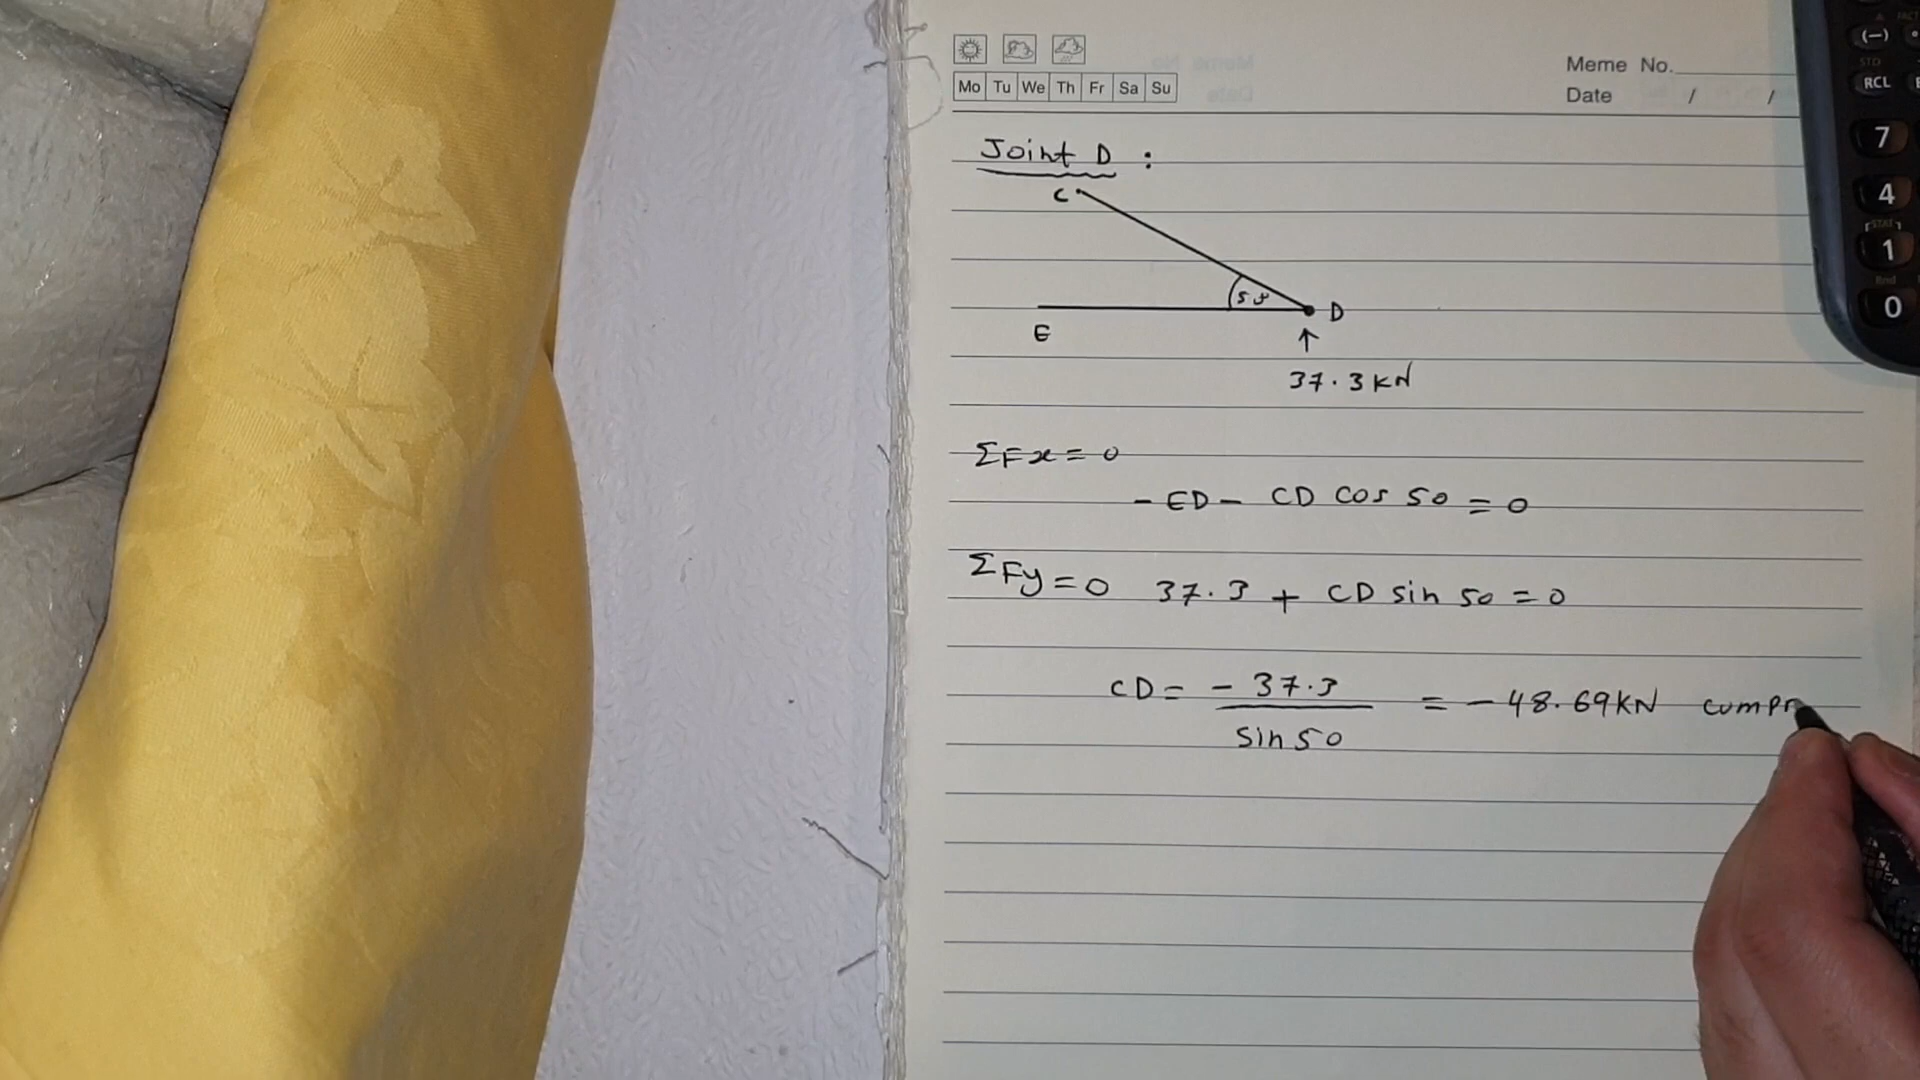 Mo Tu We Th Fr Sa Su
Meme No.
Date / /
Joint D :
C
50
D
E
↑
37.3 KN
ΣFx = 0
- ED - CD cos 50 = 0
ΣFy = 0 37.3 + CD sin 50 = 0
CD = - 37.3 / sin 50 = - 48.69 KN compr
(-)
RCL
7
4
1
0